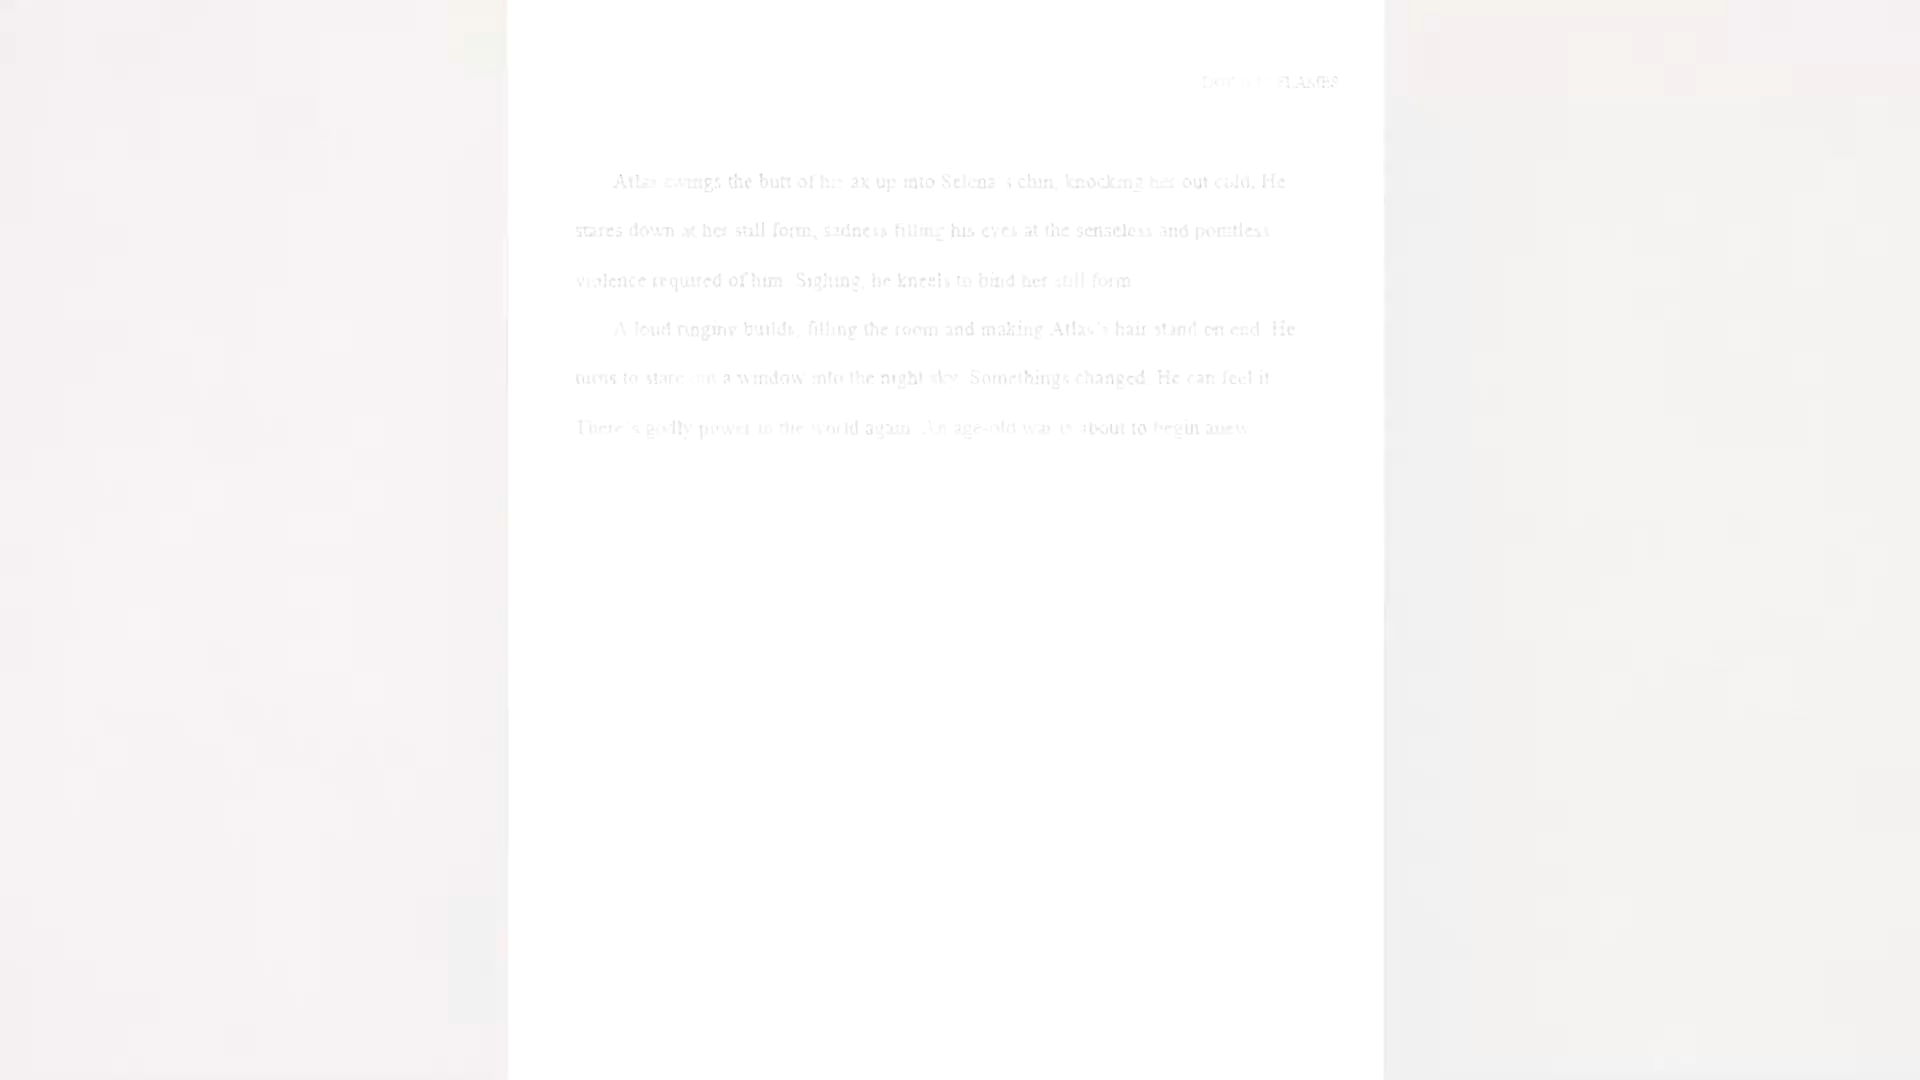 FLAMES
Atlas swings the butt of his ax up into Selena's chin, knocking her out cold. He
stares down at her still form, sadness filling his eyes at the senseless and pointless
violence required of him. Sighing, he kneels to bind her still form.
A loud ringing builds, filling the room and making Atlas's hair stand on end. He
turns to stare out a window into the night sky. Somethings changed. He can feel it.
There's godly power in the world again. An age-old war is about to begin anew.